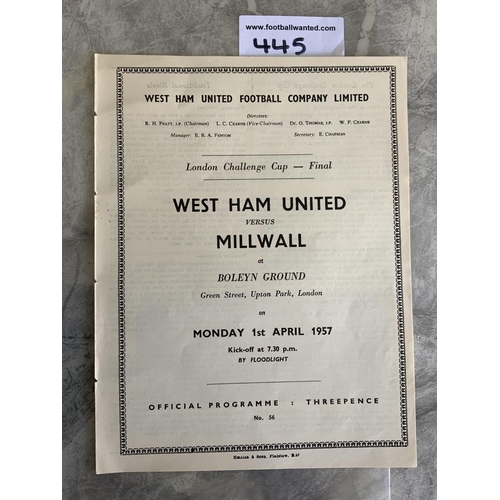 www.footballwanted.com
445
WEST HAM UNITED FOOTBALL COMPANY LIMITED
Directors:
R. H. PRATT, J.P. (Chairman) L. C. CEARNS (Vice-Chairman) Dr. O. THOMAS, J.P. W. F. CEARNS
Manager: E. B. A. FENTON Secretary: E. CHAPMAN
London Challenge Cup — Final
WEST HAM UNITED
VERSUS
MILLWALL
at
BOLEYN GROUND
Green Street, Upton Park, London
on
MONDAY 1st APRIL 1957
Kick-off at 7.30 p.m.
BY FLOODLIGHT
OFFICIAL PROGRAMME : THREEPENCE
No. 56
& SONS, Plaistow, E.13